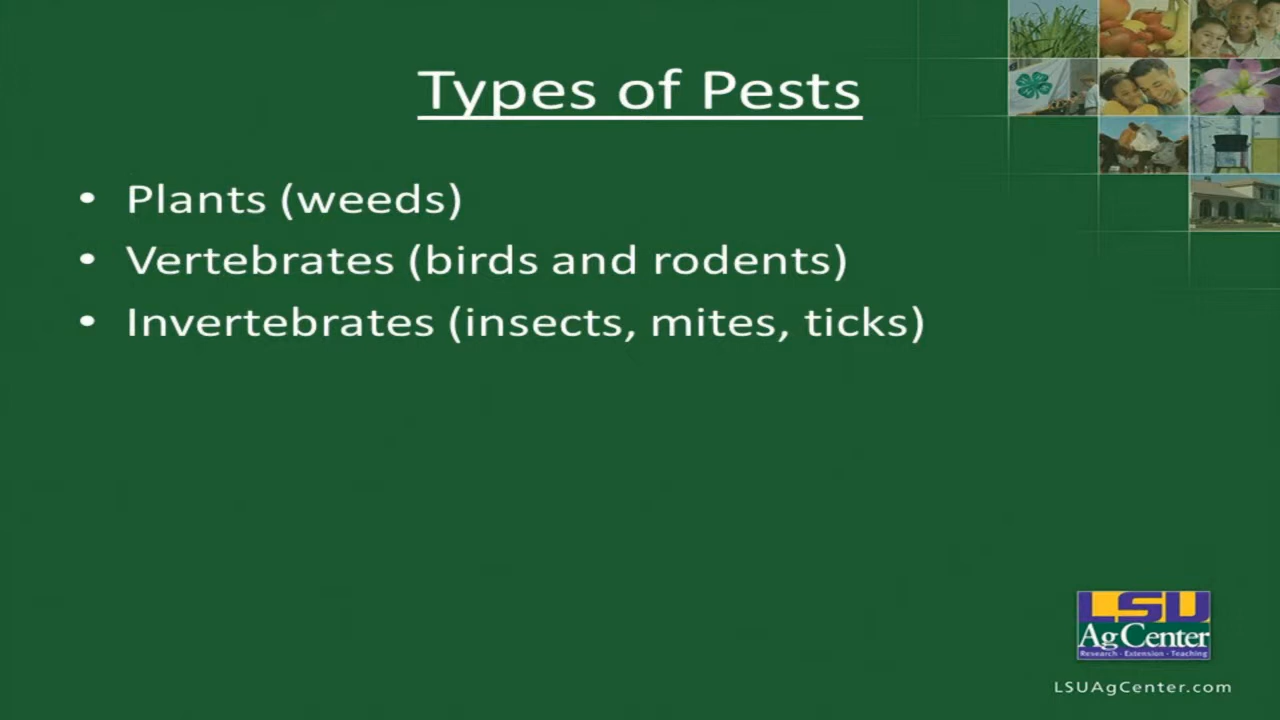 Types of Pests
• Plants (weeds)
• Vertebrates (birds and rodents)
• Invertebrates (insects, mites, ticks)
LSU
AgCenter
Research · Extension · Teaching
LSUAgCenter.com